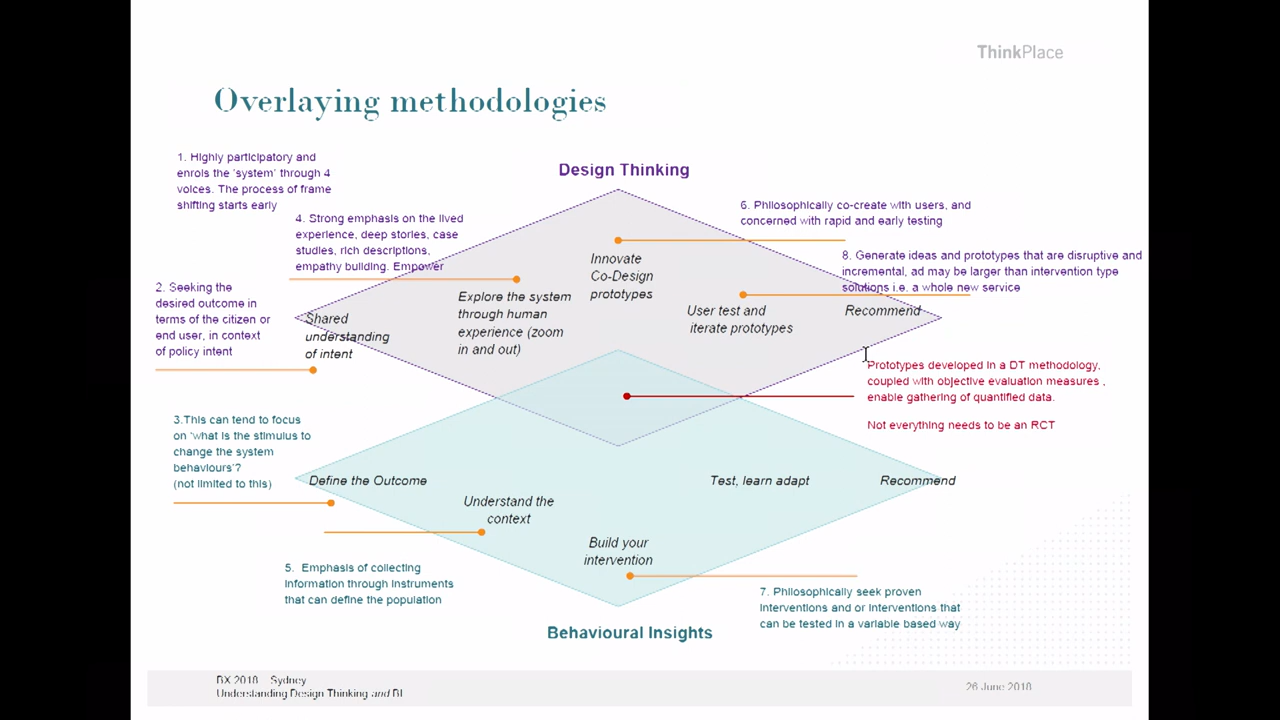 ThinkPlace
Overlaying methodologies
1. Highly participatory and
enrols the 'system' through 4
voices. The process of frame
shifting starts early
Design Thinking
4. Strong emphasis on the lived
experience, deep stories, case
studies, rich descriptions,
empathy building. Empower
6. Philosophically co-create with users, and
concerned with rapid and early testing
8. Generate ideas and prototypes that are disruptive and
incremental, ad may be larger than intervention type
solutions i.e. a whole new service
2. Seeking the
desired outcome in
terms of the citizen or
end user, in context
of policy intent
Shared
understanding
of intent
Explore the system
through human
experience (zoom
in and out)
Innovate
Co-Design
prototypes
User test and
iterate prototypes
Recommend
Prototypes developed in a DT methodology,
coupled with objective evaluation measures ,
enable gathering of quantified data.
Not everything needs to be an RCT
3.This can tend to focus
on 'what is the stimulus to
change the system
behaviours'?
(not limited to this)
Define the Outcome
Understand the
context
Build your
intervention
Test, learn adapt
Recommend
5. Emphasis of collecting
information through instruments
that can define the population
7. Philosophically seek proven
interventions and or interventions that
can be tested in a variable based way
Behavioural Insights
BX 2018 Sydney
Understanding Design Thinking and BI
26 June 2018